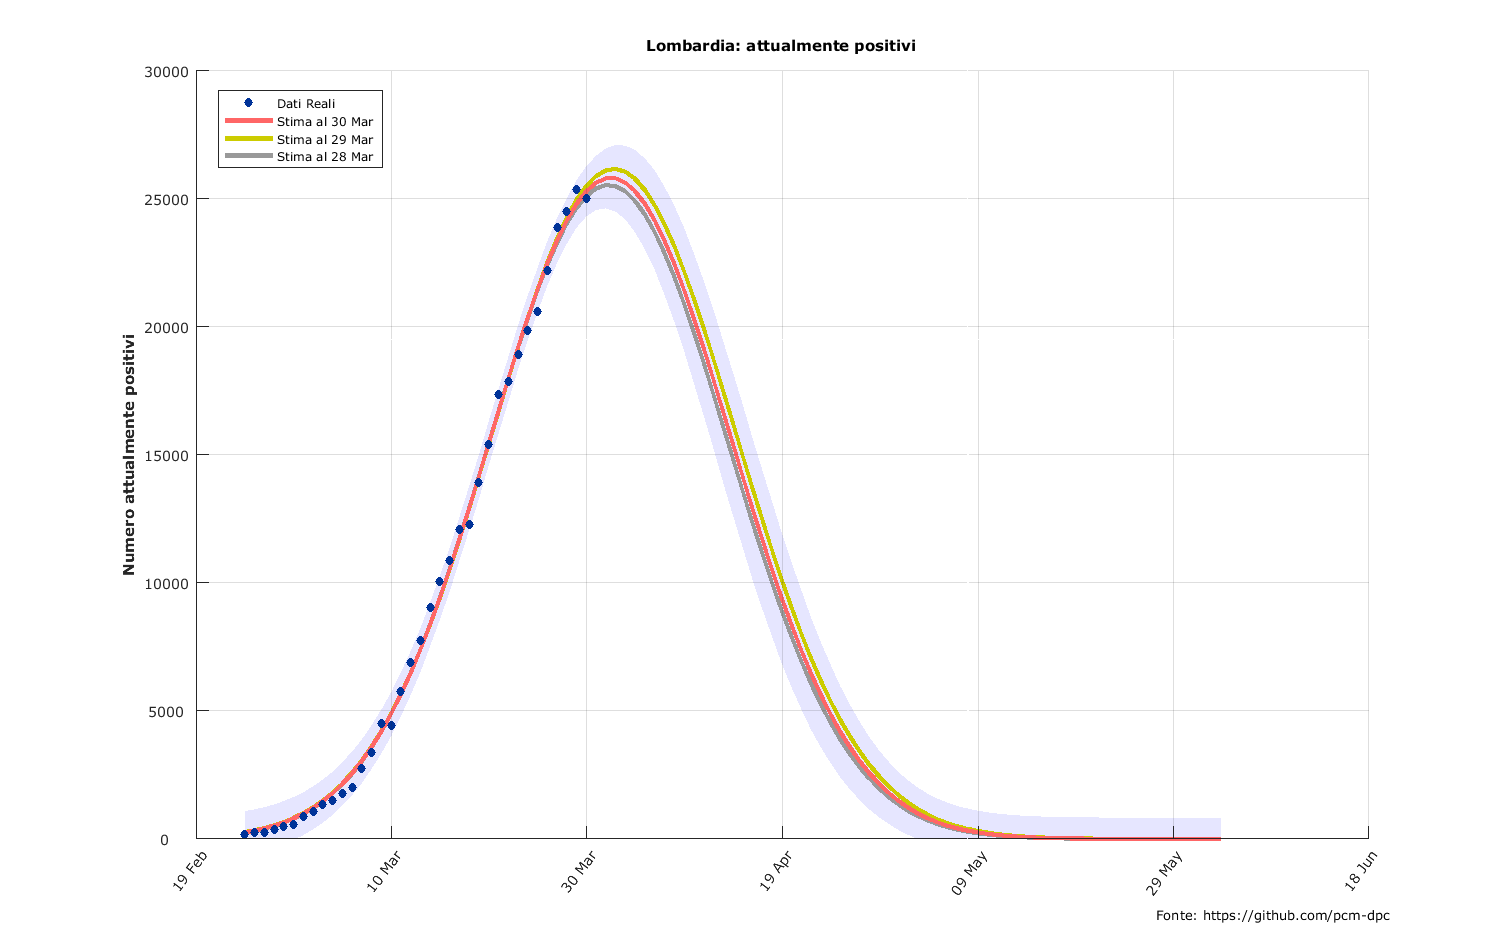 Lombardia: attualmente positivi
30000
25000
20000
15000
10000
5000
0
Numero attualmente positivi
Dati Reali
Stima al 30 Mar
Stima al 29 Mar
Stima al 28 Mar
19 Feb
10 Mar
30 Mar
19 Apr
09 May
29 May
18 Jun
Fonte: https://github.com/pcm-dpc